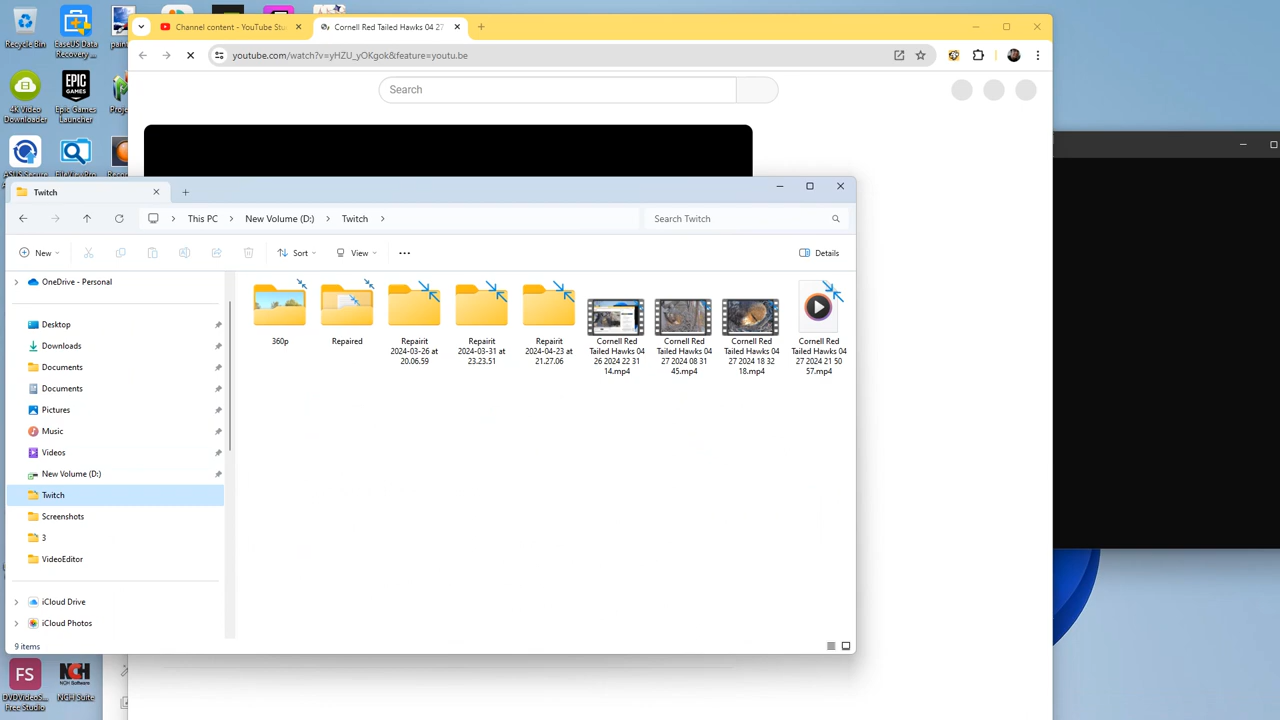 Recycle Bin
EaseUS Data
Recovery ...
4K Video
Downloader
Epic Games
Launcher
Channel content - YouTube Stu
Cornell Red Tailed Hawks 04 27
youtube.com/watch?v=yHZU_yOKgok&feature=youtu.be
Search
Twitch
This PC
New Volume (D:)
Twitch
Search Twitch
New
Sort
View
Details
OneDrive - Personal
Desktop
Downloads
Documents
Documents
Pictures
Music
Videos
New Volume (D:)
Twitch
Screenshots
3
VideoEditor
iCloud Drive
iCloud Photos
360p
Repaired
Repairit
2024-03-26 at
20.06.59
Repairit
2024-03-31 at
23.23.51
Repairit
2024-04-23 at
21.27.06
Cornell Red
Tailed Hawks 04
26 2024 22 31
14.mp4
Cornell Red
Tailed Hawks 04
27 2024 08 31
45.mp4
Cornell Red
Tailed Hawks 04
27 2024 18 32
18.mp4
Cornell Red
Tailed Hawks 04
27 2024 21 50
57.mp4
9 items
FS
DVDVideoS...
Free Studio
NCH
NCH Suite